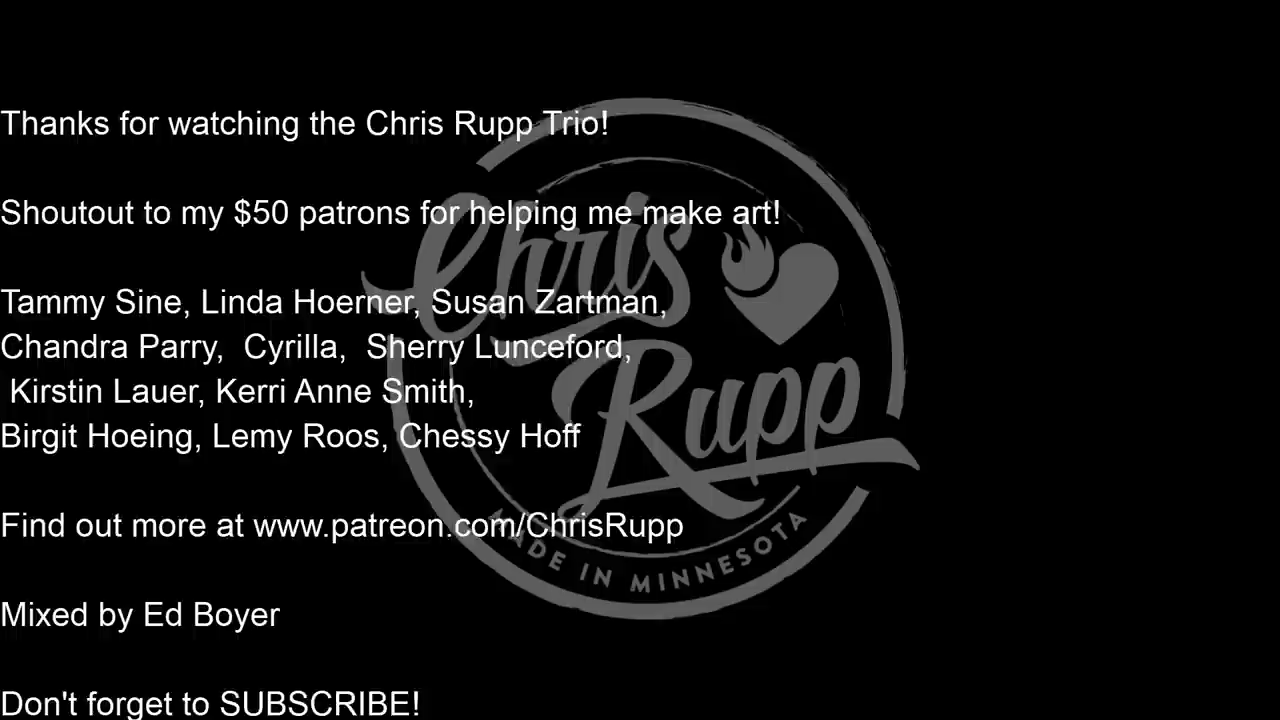 Thanks for watching the Chris Rupp Trio!
Shoutout to my $50 patrons for helping me make art!
Tammy Sine, Linda Hoerner, Susan Zartman,
Chandra Parry,  Cyrilla,  Sherry Lunceford,
Kirstin Lauer, Kerri Anne Smith,
Birgit Hoeing, Lemy Roos, Chessy Hoff
Find out more at www.patreon.com/ChrisRupp
Mixed by Ed Boyer
Don't forget to SUBSCRIBE!
Chris
Rupp
MADE IN MINNESOTA